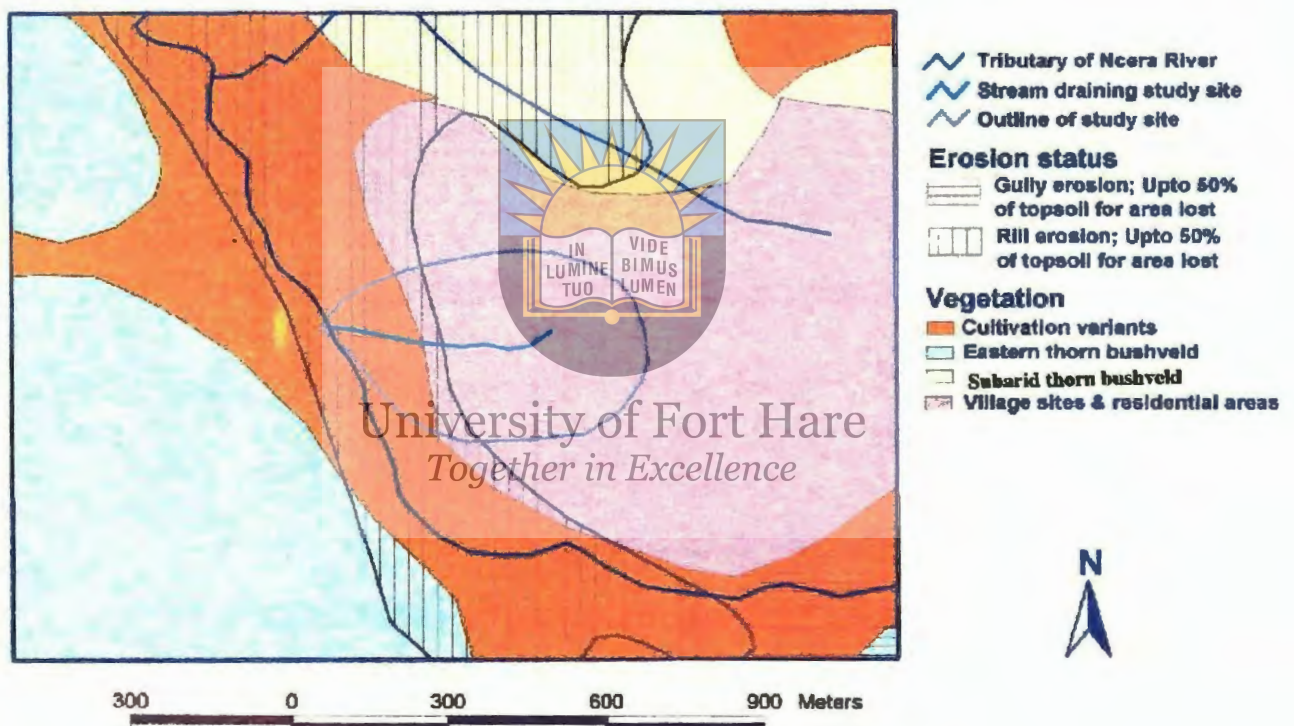 Tributary of Ncera River
Stream draining study site
Outline of study site
Erosion status
Gully erosion; Upto 50%
of topsoil for area lost
Rill erosion; Upto 50%
of topsoil for area lost
Vegetation
Cultivation variants
Eastern thorn bushveld
Subarid thorn bushveld
Village sites & residential areas
IN
LUMINE
TUO
VIDE
BIMUS
LUMEN
University of Fort Hare
Together in Excellence
N
300 0 300 600 900 Meters